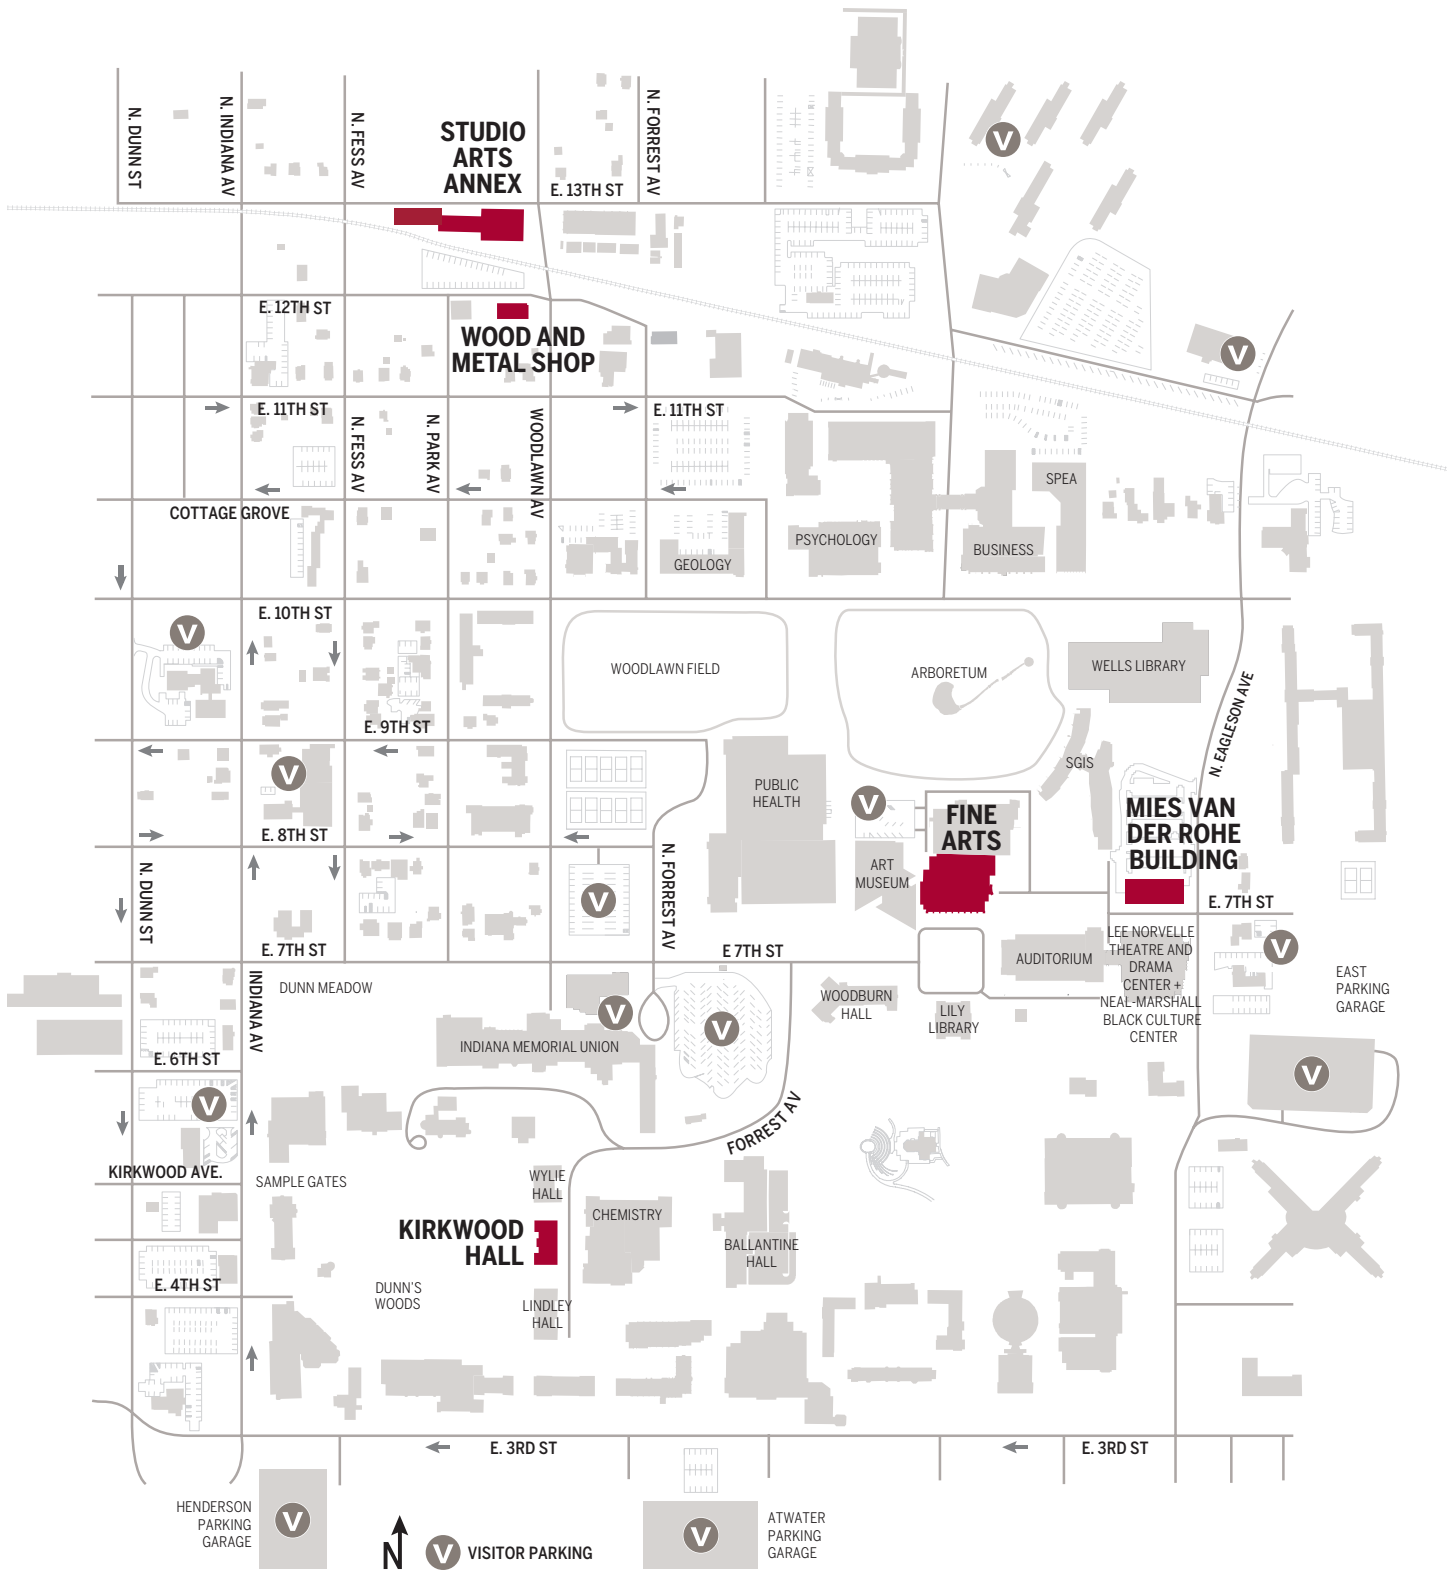 N. DUNN ST
N. INDIANA AV
N. FESS AV
STUDIO
ARTS
ANNEX
N. FORREST AV
E. 13TH ST
V
E. 12TH ST
WOOD AND
METAL SHOP
V
E. 11TH ST
E. 11TH ST
N. FESS AV
N. PARK AV
WOODLAWN AV
COTTAGE GROVE
SPEA
PSYCHOLOGY
BUSINESS
GEOLOGY
E. 10TH ST
V
WOODLAWN FIELD
ARBORETUM
WELLS LIBRARY
E. 9TH ST
N. EAGLESON AVE
V
PUBLIC
HEALTH
SGIS
V
FINE
ARTS
MIES VAN
DER ROHE
BUILDING
E. 8TH ST
N. DUNN ST
N. FORREST AV
V
ART
MUSEUM
E. 7TH ST
E. 7TH ST
E 7TH ST
V
AUDITORIUM
LEE NORVELLE
THEATRE AND
DRAMA
CENTER +
NEAL-MARSHALL
BLACK CULTURE
CENTER
EAST
PARKING
GARAGE
INDIANA AV
DUNN MEADOW
WOODBURN
HALL
LILY
LIBRARY
V
V
INDIANA MEMORIAL UNION
E. 6TH ST
V
V
FORREST AV
KIRKWOOD AVE.
SAMPLE GATES
WYLIE
HALL
CHEMISTRY
KIRKWOOD
HALL
BALLANTINE
HALL
E. 4TH ST
DUNN'S
WOODS
LINDLEY
HALL
E. 3RD ST
E. 3RD ST
HENDERSON
PARKING
GARAGE
V
N
V
VISITOR PARKING
V
ATWATER
PARKING
GARAGE